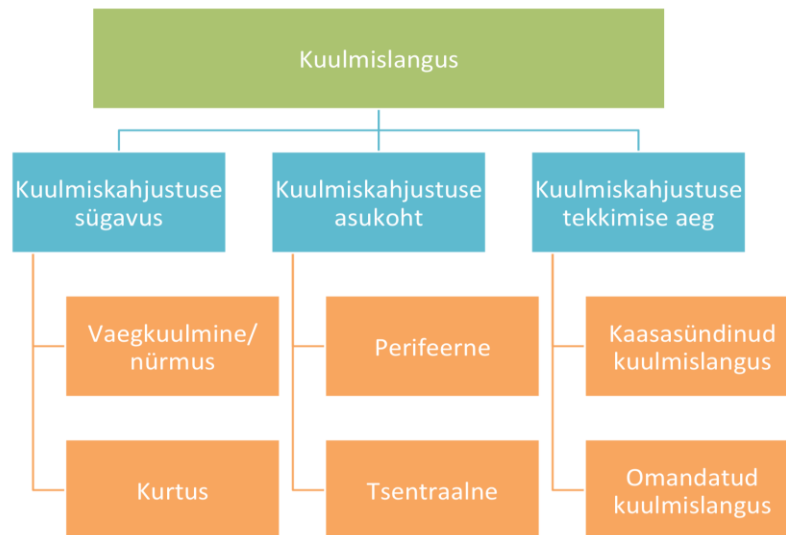 Kuulmislangus
Kuulmiskahjustuse
sügavus
Vaegkuulmine/
nürmus
Kurtus
Kuulmiskahjustuse
asukoht
Perifeerne
Tsentraalne
Kuulmiskahjustuse
tekkimise aeg
Kaasasündinud
kuulmislangus
Omandatud
kuulmislangus